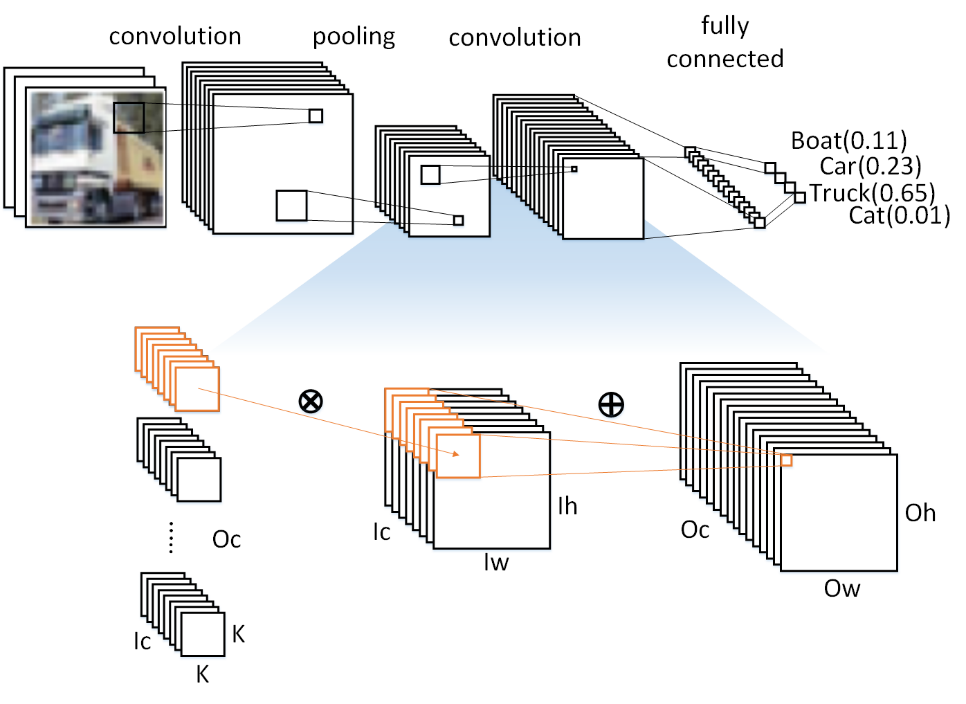 convolution
pooling
convolution
fully
connected
Boat(0.11)
Car(0.23)
Truck(0.65)
Cat(0.01)
Oc
Ic
K
K
Ic
Ih
Iw
Oc
Oh
Ow